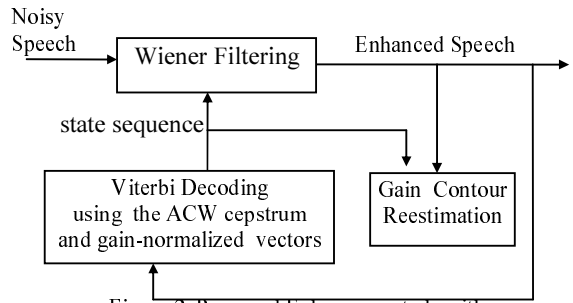 Noisy
Speech
Wiener Filtering
Enhanced Speech
state sequence
Viterbi Decoding
using the ACW cepstrum
and gain-normalized vectors
Gain Contour
Reestimation